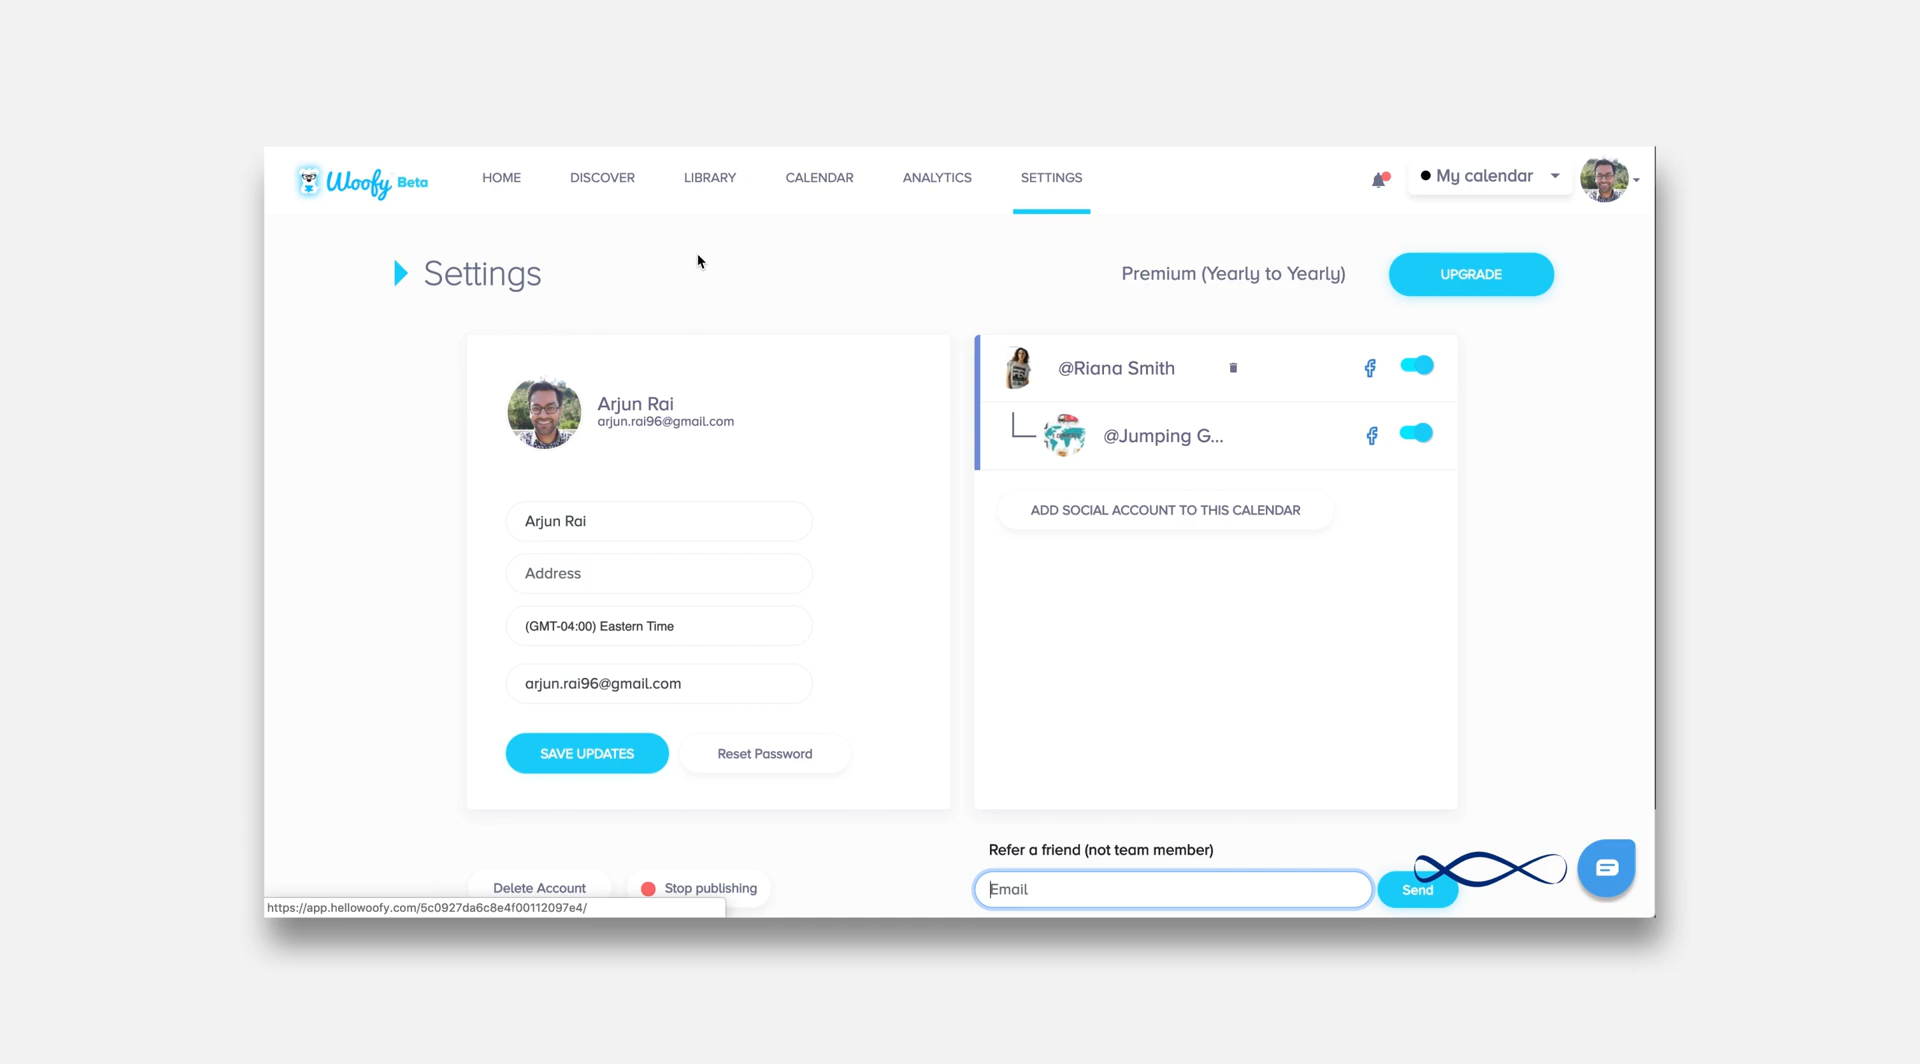 Woofy Beta
HOME DISCOVER LIBRARY CALENDAR ANALYTICS SETTINGS
My calendar
Settings
Premium (Yearly to Yearly)
UPGRADE
Arjun Rai
arjun.rai96@gmail.com
Arjun Rai
Address
(GMT-04:00) Eastern Time
arjun.rai96@gmail.com
SAVE UPDATES Reset Password
@Riana Smith
@Jumping G...
ADD SOCIAL ACCOUNT TO THIS CALENDAR
Refer a friend (not team member)
Email
Send
Delete Account
Stop publishing
https://app.hellowoofy.com/5c0927da6c8e4f00112097e4/